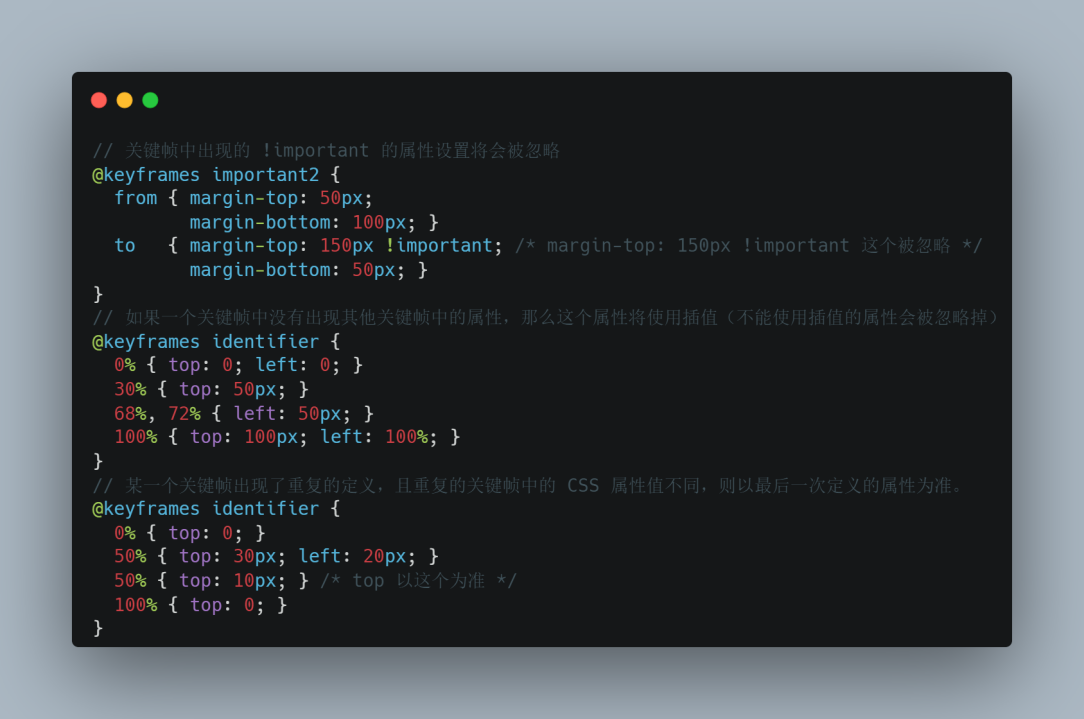 // 关键帧中出现的 !important 的属性设置将会被忽略
@keyframes important2 {
  from { margin-top: 50px;
         margin-bottom: 100px; }
  to   { margin-top: 150px !important; /* margin-top: 150px !important 这个被忽略 */
         margin-bottom: 50px; }
}
// 如果一个关键帧中没有出现其他关键帧中的属性，那么这个属性将使用插值（不能使用插值的属性会被忽略掉）
@keyframes identifier {
  0% { top: 0; left: 0; }
  30% { top: 50px; }
  68%, 72% { left: 50px; }
  100% { top: 100px; left: 100%; }
}
// 某一个关键帧出现了重复的定义，且重复的关键帧中的 CSS 属性值不同，则以最后一次定义的属性为准。
@keyframes identifier {
  0% { top: 0; }
  50% { top: 30px; left: 20px; }
  50% { top: 10px; } /* top 以这个为准 */
  100% { top: 0; }
}